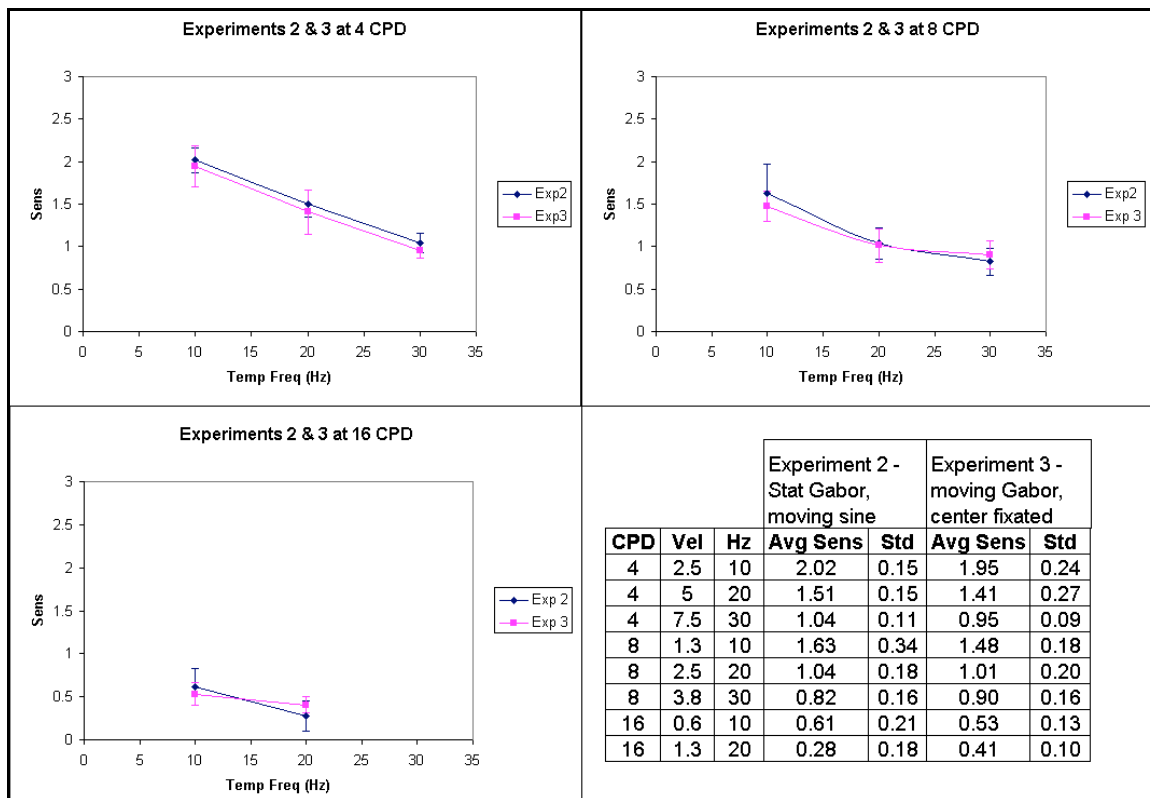 Experiments 2 & 3 at 4 CPD
3
2.5
2
1.5
1
0.5
0
Sens
0 5 10 15 20 25 30 35
Temp Freq (Hz)
Exp2
Exp3
Experiments 2 & 3 at 8 CPD
3
2.5
2
1.5
1
0.5
0
Sens
0 5 10 15 20 25 30 35
Temp Freq (Hz)
Exp2
Exp 3
Experiments 2 & 3 at 16 CPD
3
2.5
2
1.5
1
0.5
0
Sens
0 5 10 15 20 25 30 35
Temp Freq (Hz)
Exp 2
Exp 3
Experiment 2 -
Stat Gabor,
moving sine
Experiment 3 -
moving Gabor,
center fixated
CPD Vel Hz Avg Sens Std Avg Sens Std
4 2.5 10 2.02 0.15 1.95 0.24
4 5 20 1.51 0.15 1.41 0.27
4 7.5 30 1.04 0.11 0.95 0.09
8 1.3 10 1.63 0.34 1.48 0.18
8 2.5 20 1.04 0.18 1.01 0.20
8 3.8 30 0.82 0.16 0.90 0.16
16 0.6 10 0.61 0.21 0.53 0.13
16 1.3 20 0.28 0.18 0.41 0.10